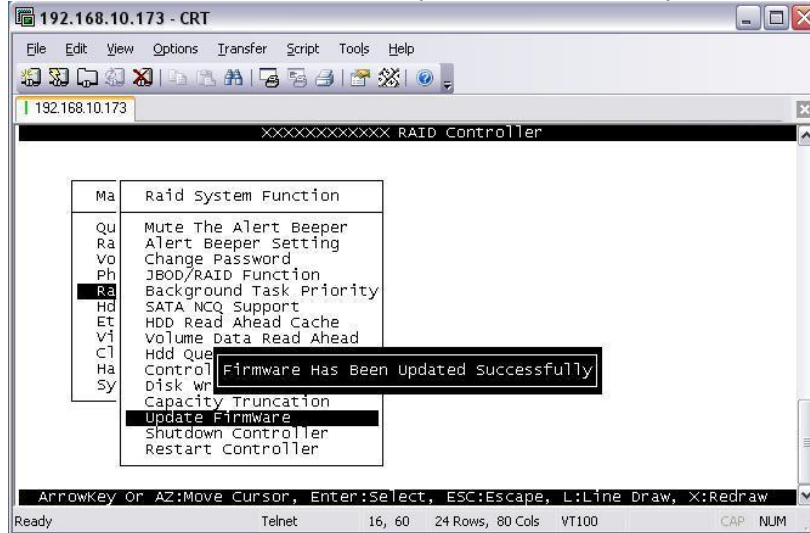 192.168.10.173 - CRT
File Edit View Options Transfer Script Tools Help
192.168.10.173
XXXXXXXXXXXX RAID Controller
Ma
Raid System Function
Qu
Mute The Alert Beeper
Ra
Alert Beeper Setting
Vo
Change Password
Ph
JBOD/RAID Function
Ra
Background Task Priority
Hd
SATA NCQ Support
Et
HDD Read Ahead Cache
Vi
Volume Data Read Ahead
Cl
Hdd Que
Ha
Control
Firmware Has Been Updated Successfully
Sy
Disk Wr
Capacity Truncation
Update FirmWare
Shutdown Controller
Restart Controller
ArrowKey Or AZ:Move Cursor, Enter:Select, ESC:Escape, L:Line Draw, X:Redraw
Ready Telnet 16, 60 24 Rows, 80 Cols VT100 CAP NUM